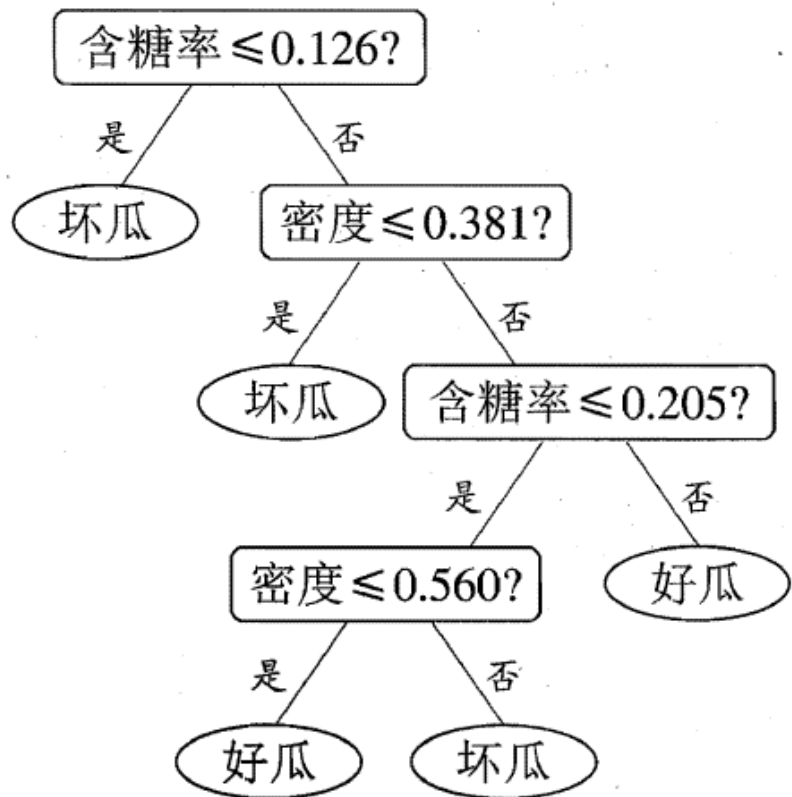 含糖率≤0.126?
是 否
坏瓜 密度≤0.381?
是 否
坏瓜 含糖率≤0.205?
是 否
密度≤0.560? 好瓜
是 否
好瓜 坏瓜